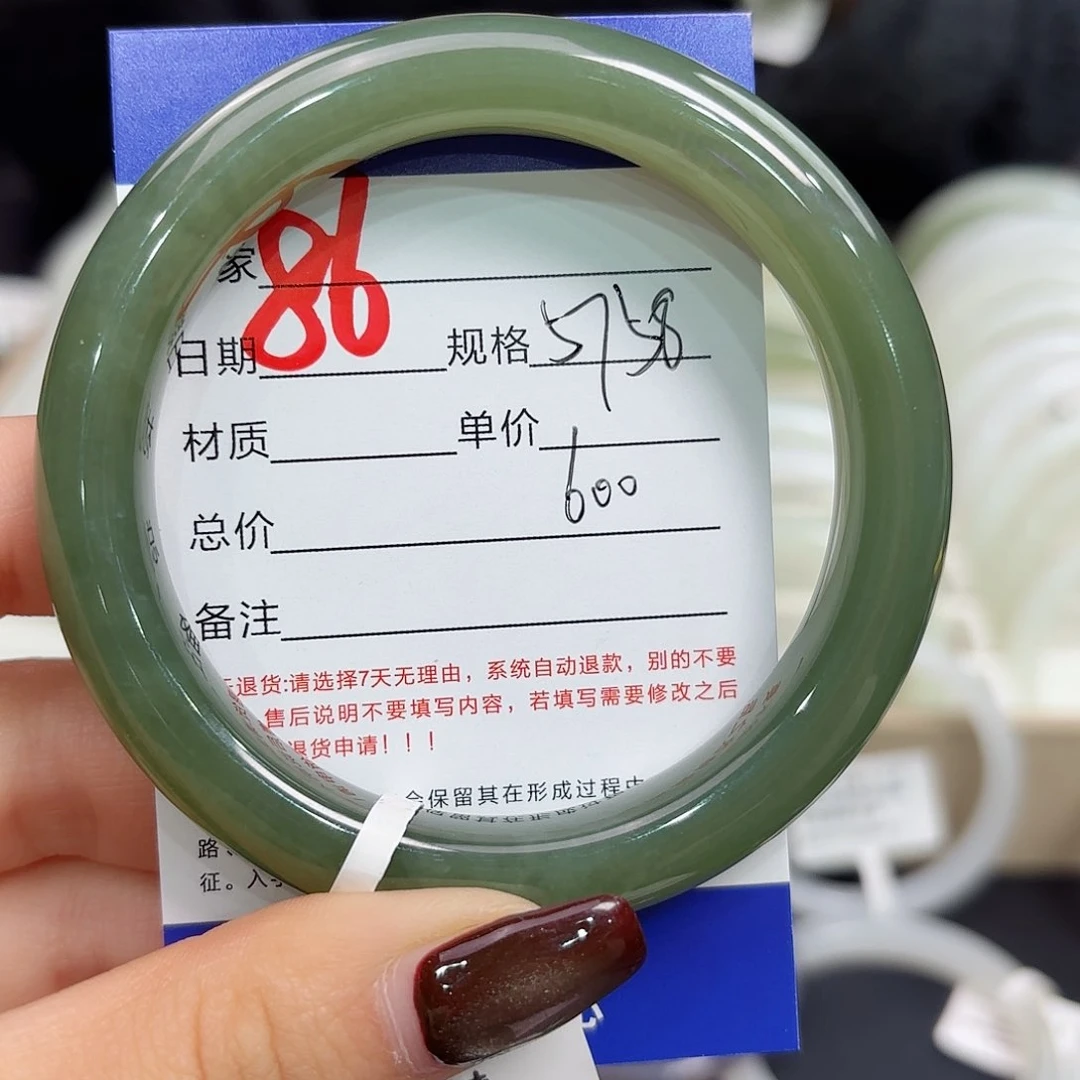 家 86
日期 规格 5758
材质 单价
600
总价
备注
退货:请选择7天无理由，系统自动退款，别的不要
售后说明不要填写内容，若填写需要修改之后
退货申请！！！
会保留其在形成过程中
路、
征。入